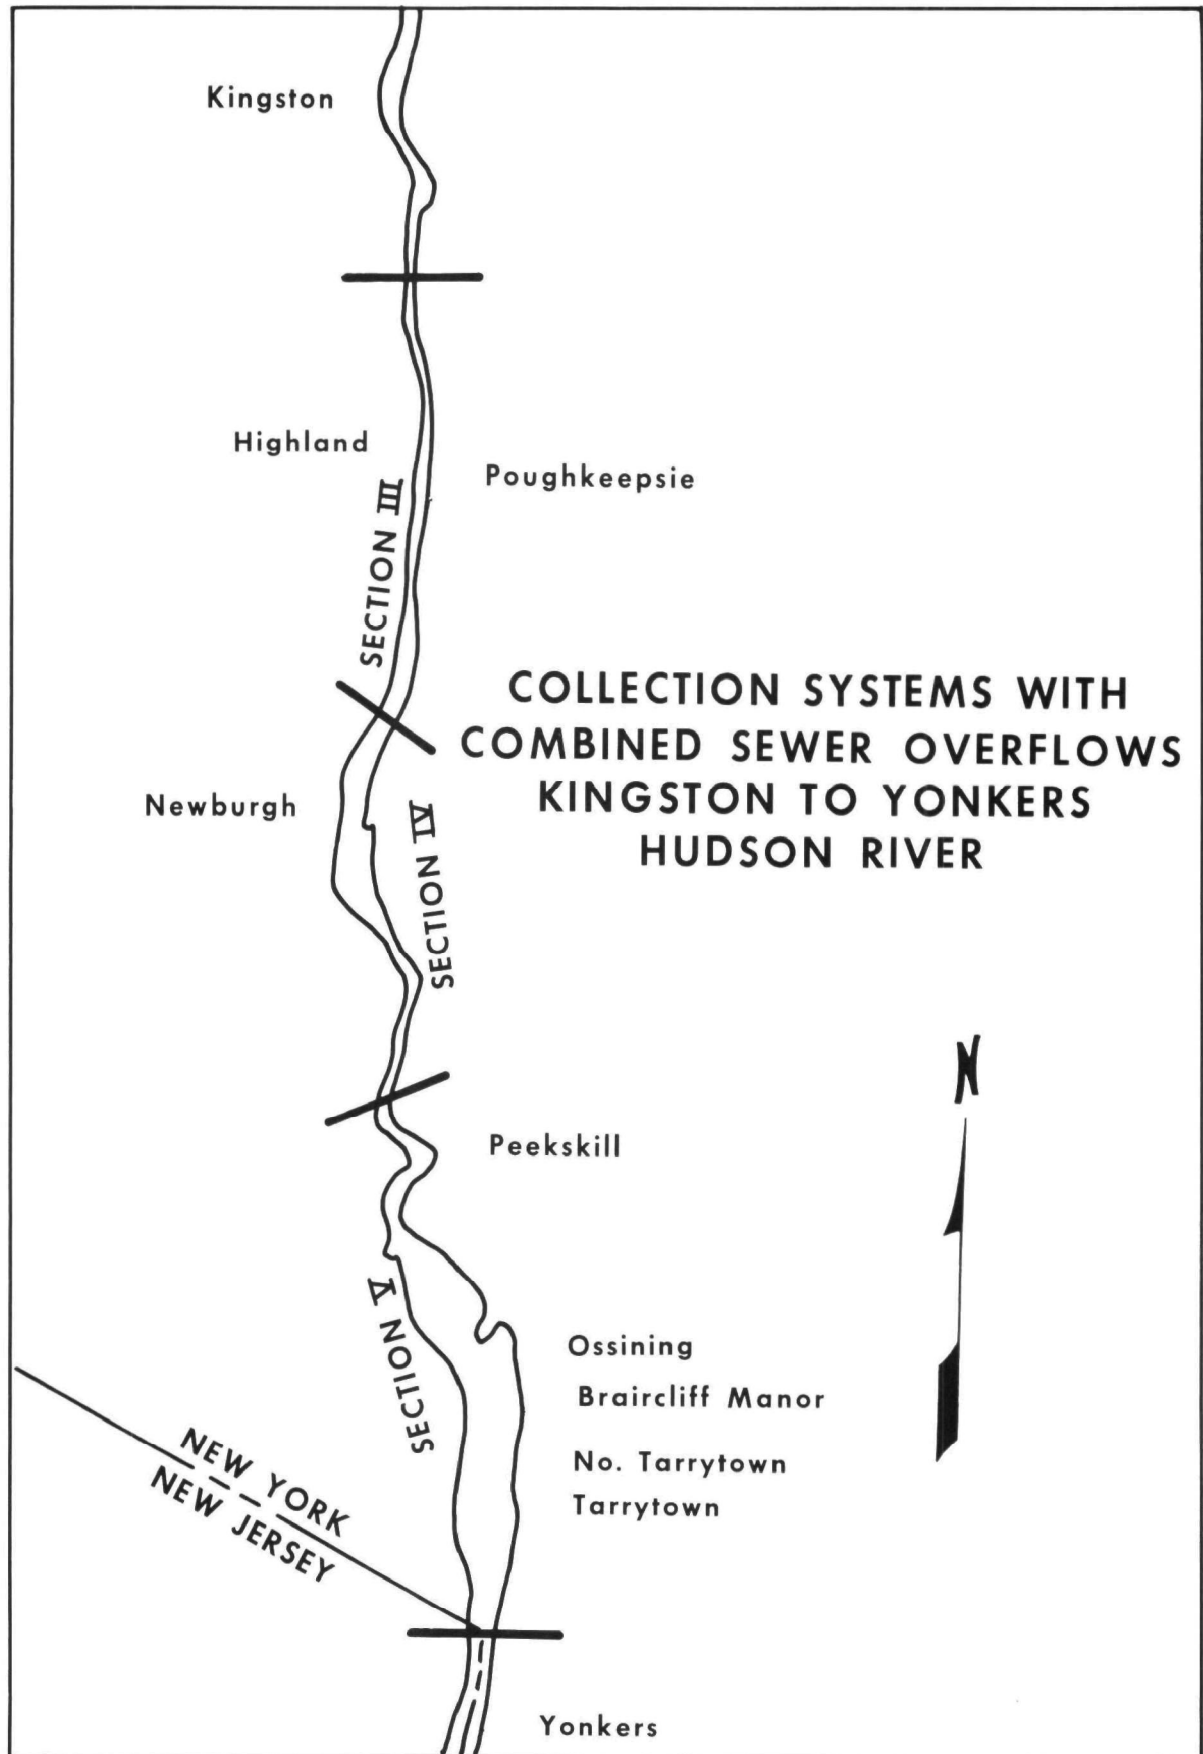 Kingston
Highland
Poughkeepsie
SECTION III
COLLECTION SYSTEMS WITH
COMBINED SEWER OVERFLOWS
KINGSTON TO YONKERS
HUDSON RIVER
Newburgh
SECTION IV
N
Peekskill
SECTION V
Ossining
Braircliff Manor
No. Tarrytown
Tarrytown
NEW YORK
NEW JERSEY
Yonkers